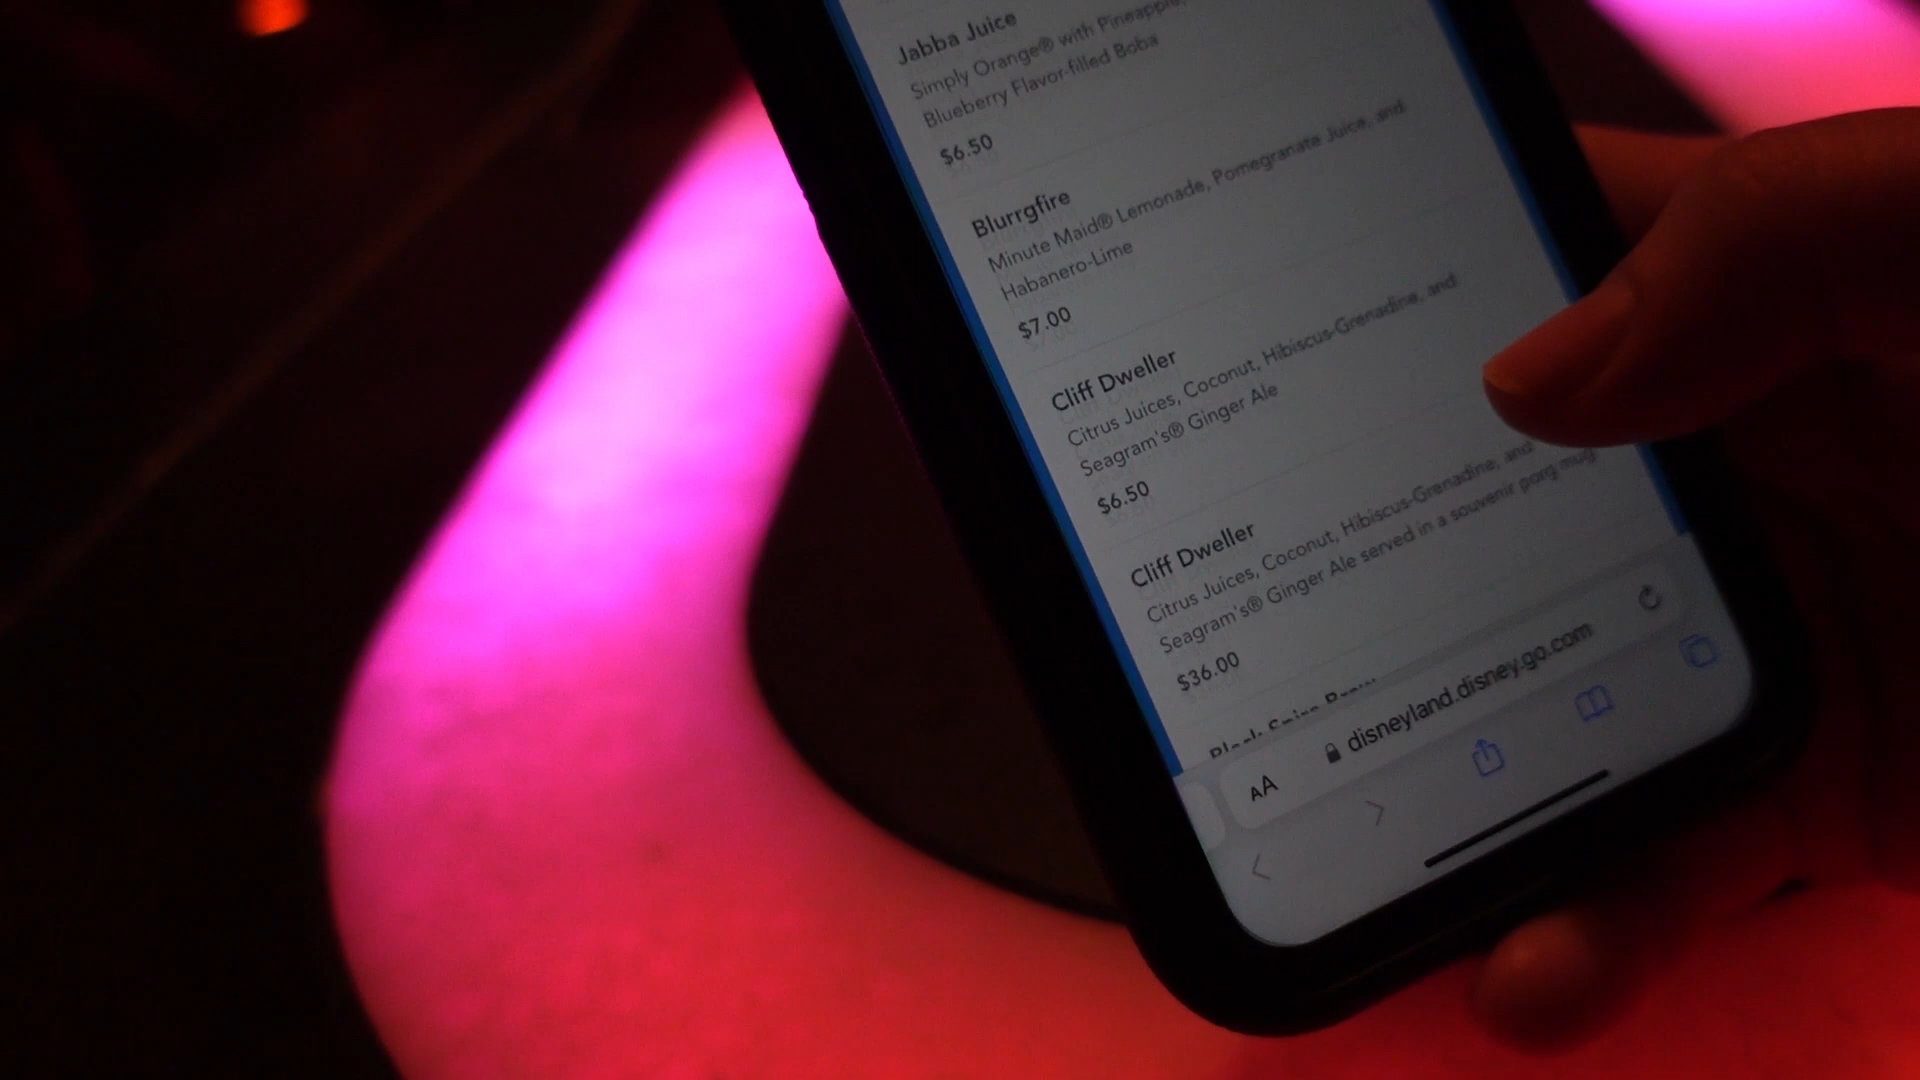 Jabba Juice
Simply Orange® with Pineapple,
Blueberry Flavor-filled Boba
$6.50
Blurrgfire
Minute Maid® Lemonade, Pomegranate Juice, and
Habanero-Lime
$7.00
Cliff Dweller
Citrus Juices, Coconut, Hibiscus-Grenadine, and
Seagram's® Ginger Ale
$6.50
Cliff Dweller
Citrus Juices, Coconut, Hibiscus-Grenadine, and
Seagram's® Ginger Ale served in a souvenir porg mug
$36.00
Black Spire Brew
AA disneyland.disney.go.com